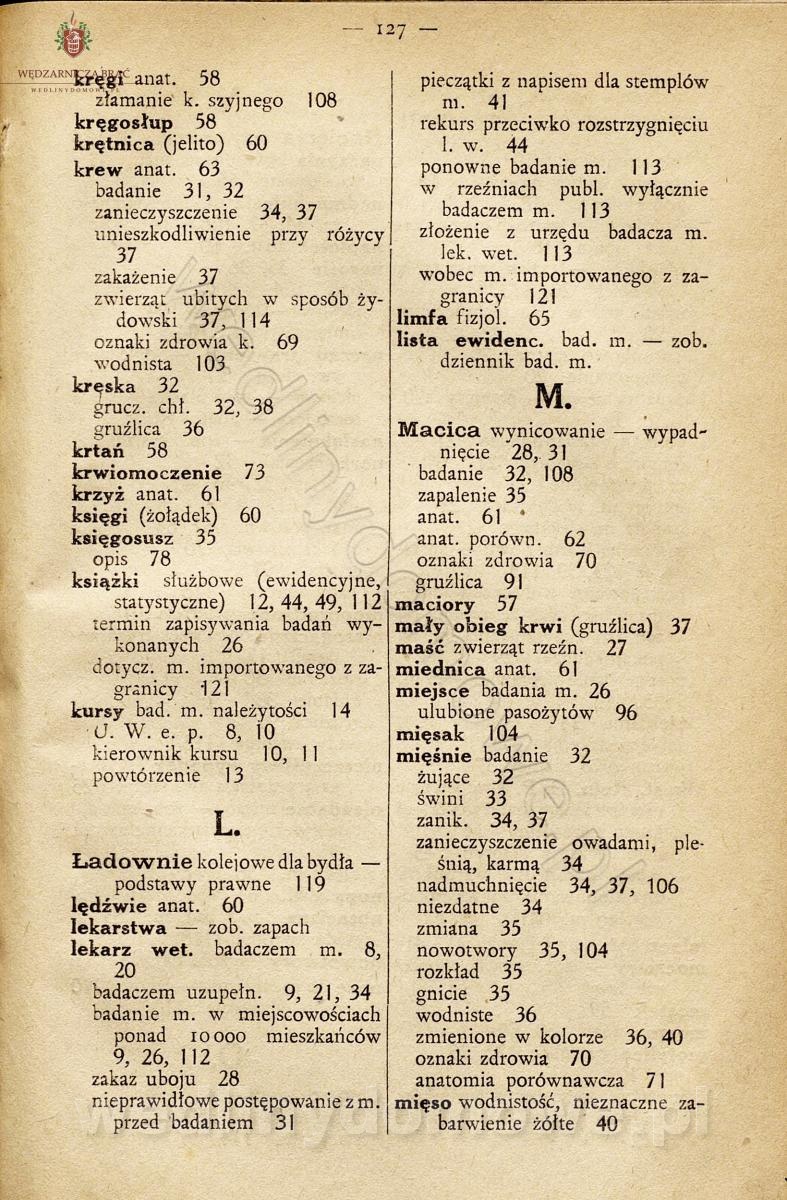 — 127 —
WĘDZARNICZA BRAĆ
WEDLINYDOMOWE.PL
kręgi anat. 58
złamanie k. szyjnego 108
kręgosłup 58
krętnica (jelito) 60
krew anat. 63
badanie 31, 32
zanieczyszczenie 34, 37
unieszkodliwienie przy różycy
37
zakażenie 37
zwierząt ubitych w sposób ży-
dowski 37, 114
oznaki zdrowia k. 69
wodnista 103
kręska 32
grucz. chł. 32, 38
gruźlica 36
krtań 58
krwiomoczenie 73
krzyż anat. 61
księgi (żołądek) 60
księgosusz 35
opis 78
książki służbowe (ewidencyjne,
statystyczne) 12, 44, 49, 112
termin zapisywania badań wy-
konanych 26
dotycz. m. importowanego z za-
granicy 121
kursy bad. m. należytości 14
U. W. e. p. 8, 10
kierownik kursu 10, 11
powtórzenie 13
L.
Ładownie kolejowe dla bydła —
podstawy prawne 119
lędźwie anat. 60
lekarstwa — zob. zapach
lekarz wet. badaczem m. 8,
20
badaczem uzupełn. 9, 21, 34
badanie m. w miejscowościach
ponad 10000 mieszkańców
9, 26, 112
zakaz uboju 28
nieprawidłowe postępowanie z m.
przed badaniem 31
pieczątki z napisem dla stemplów
m. 41
rekurs przeciwko rozstrzygnięciu
l. w. 44
ponowne badanie m. 113
w rzeźniach publ. wyłącznie
badaczem m. 113
złożenie z urzędu badacza m.
lek. wet. 113
wobec m. importowanego z za-
granicy 121
limfa fizjol. 65
lista ewidenc. bad. m. — zob.
dziennik bad. m.
M.
Macica wynicowanie — wypad-
nięcie 28, 31
badanie 32, 108
zapalenie 35
anat. 61
anat. porówn. 62
oznaki zdrowia 70
gruźlica 91
maciory 57
mały obieg krwi (gruźlica) 37
maść zwierząt rzeźn. 27
miednica anat. 61
miejsce badania m. 26
ulubione pasożytów 96
mięsak 104
mięśnie badanie 32
żujące 32
świni 33
zanik. 34, 37
zanieczyszczenie owadami, ple-
śnią, karmą 34
nadmuchnięcie 34, 37, 106
niezdatne 34
zmiana 35
nowotwory 35, 104
rozkład 35
gnicie 35
wodniste 36
zmienione w kolorze 36, 40
oznaki zdrowia 70
anatomia porównawcza 71
mięso wodnistość, nieznaczne za-
barwienie żółte 40